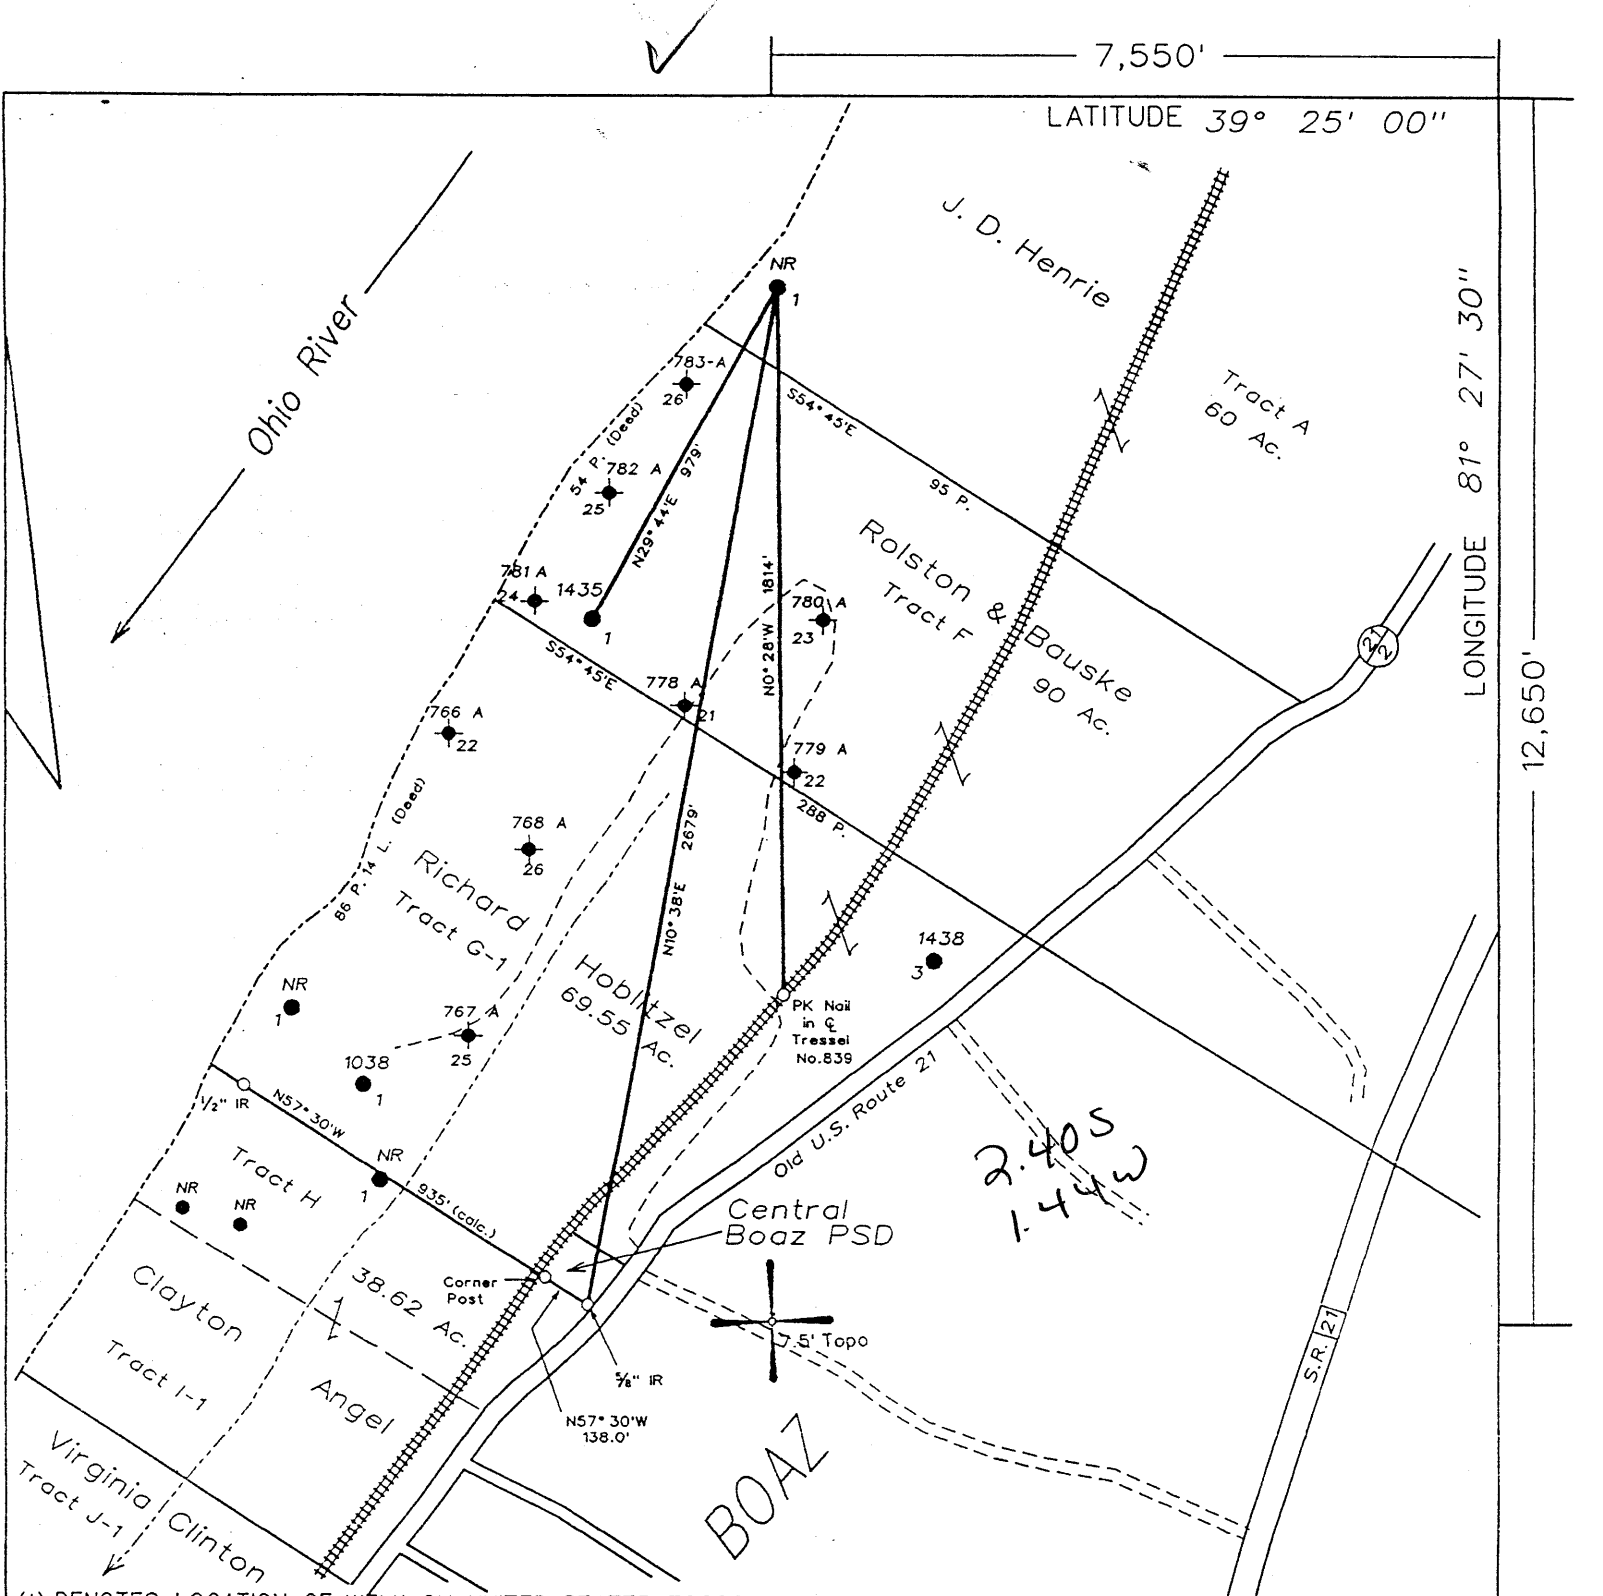 7,550'
LATITUDE 39° 25' 00"
LONGITUDE 81° 27' 30"
12,650'
J. D. Henrie
Tract A
60 Ac.
Ohio River
NR
1
783-A
26
S54° 45'E
95 P.
54 P. (Deed)
782 A
25
N29° 44'E 979'
781 A
24
1435
1
S54° 45'E
N0° 28'W 1814'
780 A
23
Rolston & Bauske
Tract F
90 Ac.
21/2
778 A
21
766 A
22
779 A
22
288 P.
86 P. 14 L. (Deed)
768 A
26
N10° 38'E 2679'
Richard Hoblitzel
Tract G-1
69.55 Ac.
1438
3
NR
1
767 A
25
PK Nail
in ℄
Tressel
No.839
1038
1
1/2" IR
N57° 30'W
935' (calc.)
Old U.S. Route 21
2.40S
1.44W
Tract H
NR
1
NR
NR
Central
Boaz PSD
Corner
Post
38.62 Ac.
7.5' Topo
Clayton Angel
Tract I-1
5/8" IR
N57° 30'W
138.0'
S.R. 21
BOAZ
Virginia Clinton
Tract J-1